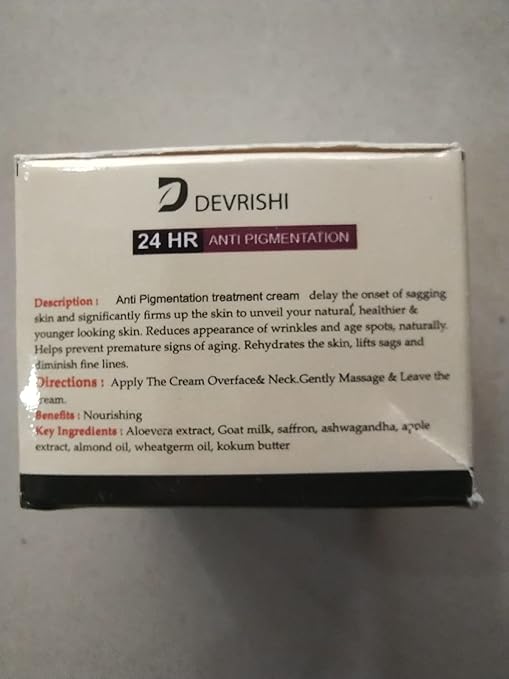 DEVRISHI
24 HR ANTI PIGMENTATION
Description : Anti Pigmentation treatment cream delay the onset of sagging
skin and significantly firms up the skin to unveil your natural, healthier &
younger looking skin. Reduces appearance of wrinkles and age spots, naturally.
Helps prevent premature signs of aging. Rehydrates the skin, lifts sags and
diminish fine lines.
Directions : Apply The Cream Overface& Neck.Gently Massage & Leave the
cream.
Benefits : Nourishing
Key Ingredients : Aloevera extract, Goat milk, saffron, ashwagandha, apple
extract, almond oil, wheatgerm oil, kokum butter